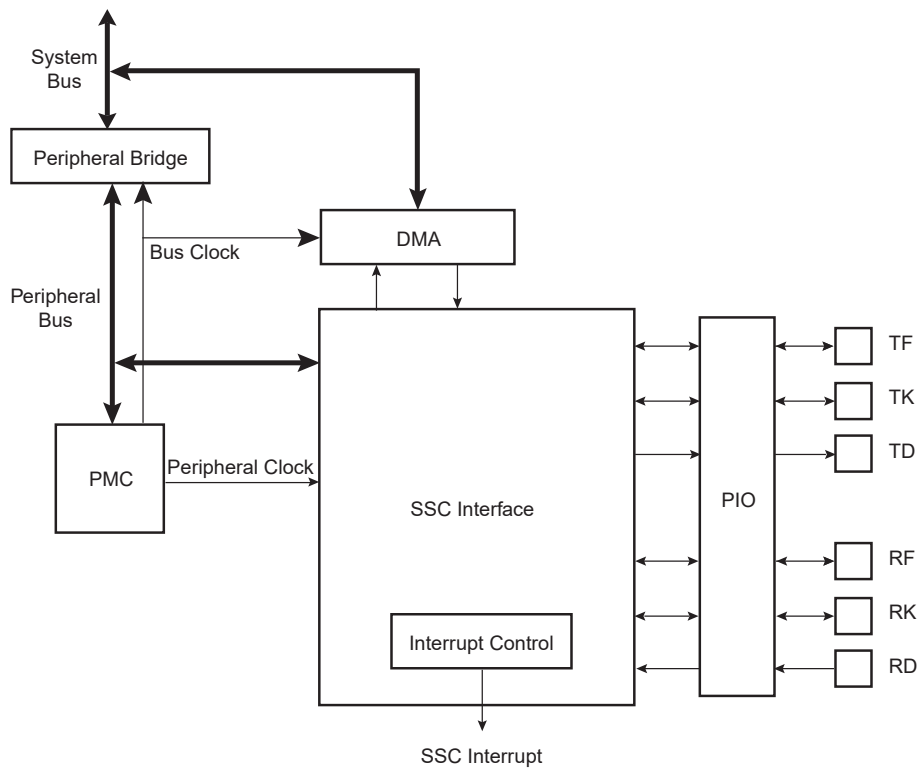 System
Bus
Peripheral Bridge
DMA
Bus Clock
Peripheral
Bus
PMC
Peripheral Clock
SSC Interface
PIO
TF
TK
TD
RF
RK
RD
Interrupt Control
SSC Interrupt